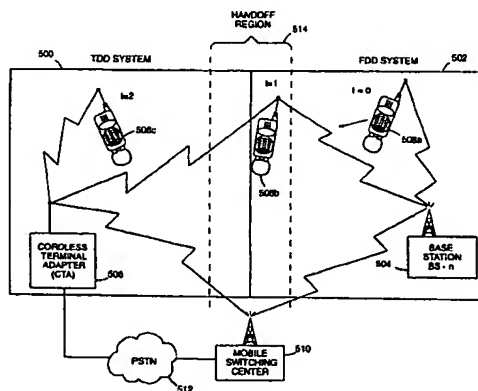 HANDOFF
REGION
514
500
TDD SYSTEM
FDD SYSTEM
502
I=2
I=1
I = 0
508c
508a
508b
CORDLESS
TERMINAL
ADAPTER
(CTA)
506
504
BASE
STATION
BS - n
PSTN
512
MOBILE
SWITCHING
CENTER
510